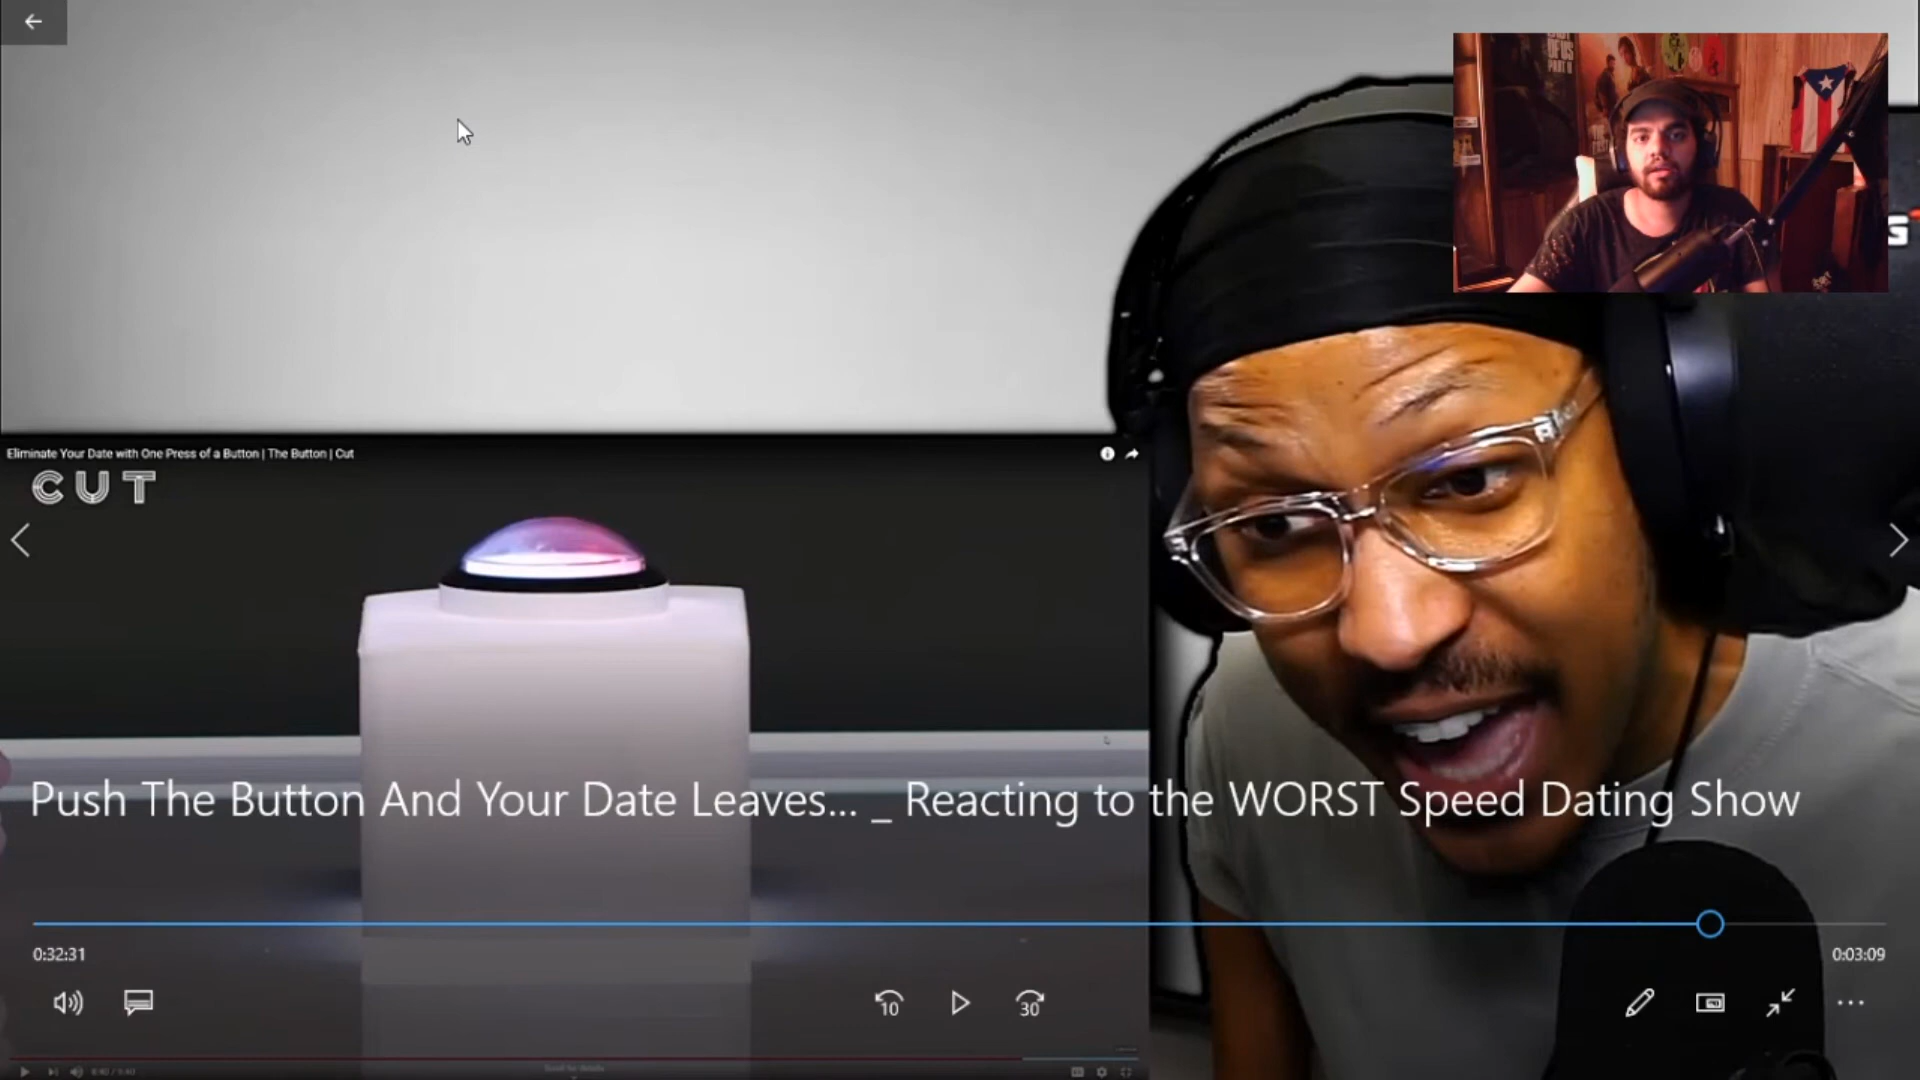 Eliminate Your Date with One Press of a Button | The Button | Cut
CUT
Push The Button And Your Date Leaves... _ Reacting to the WORST Speed Dating Show
0:32:31
0:03:09
10
30